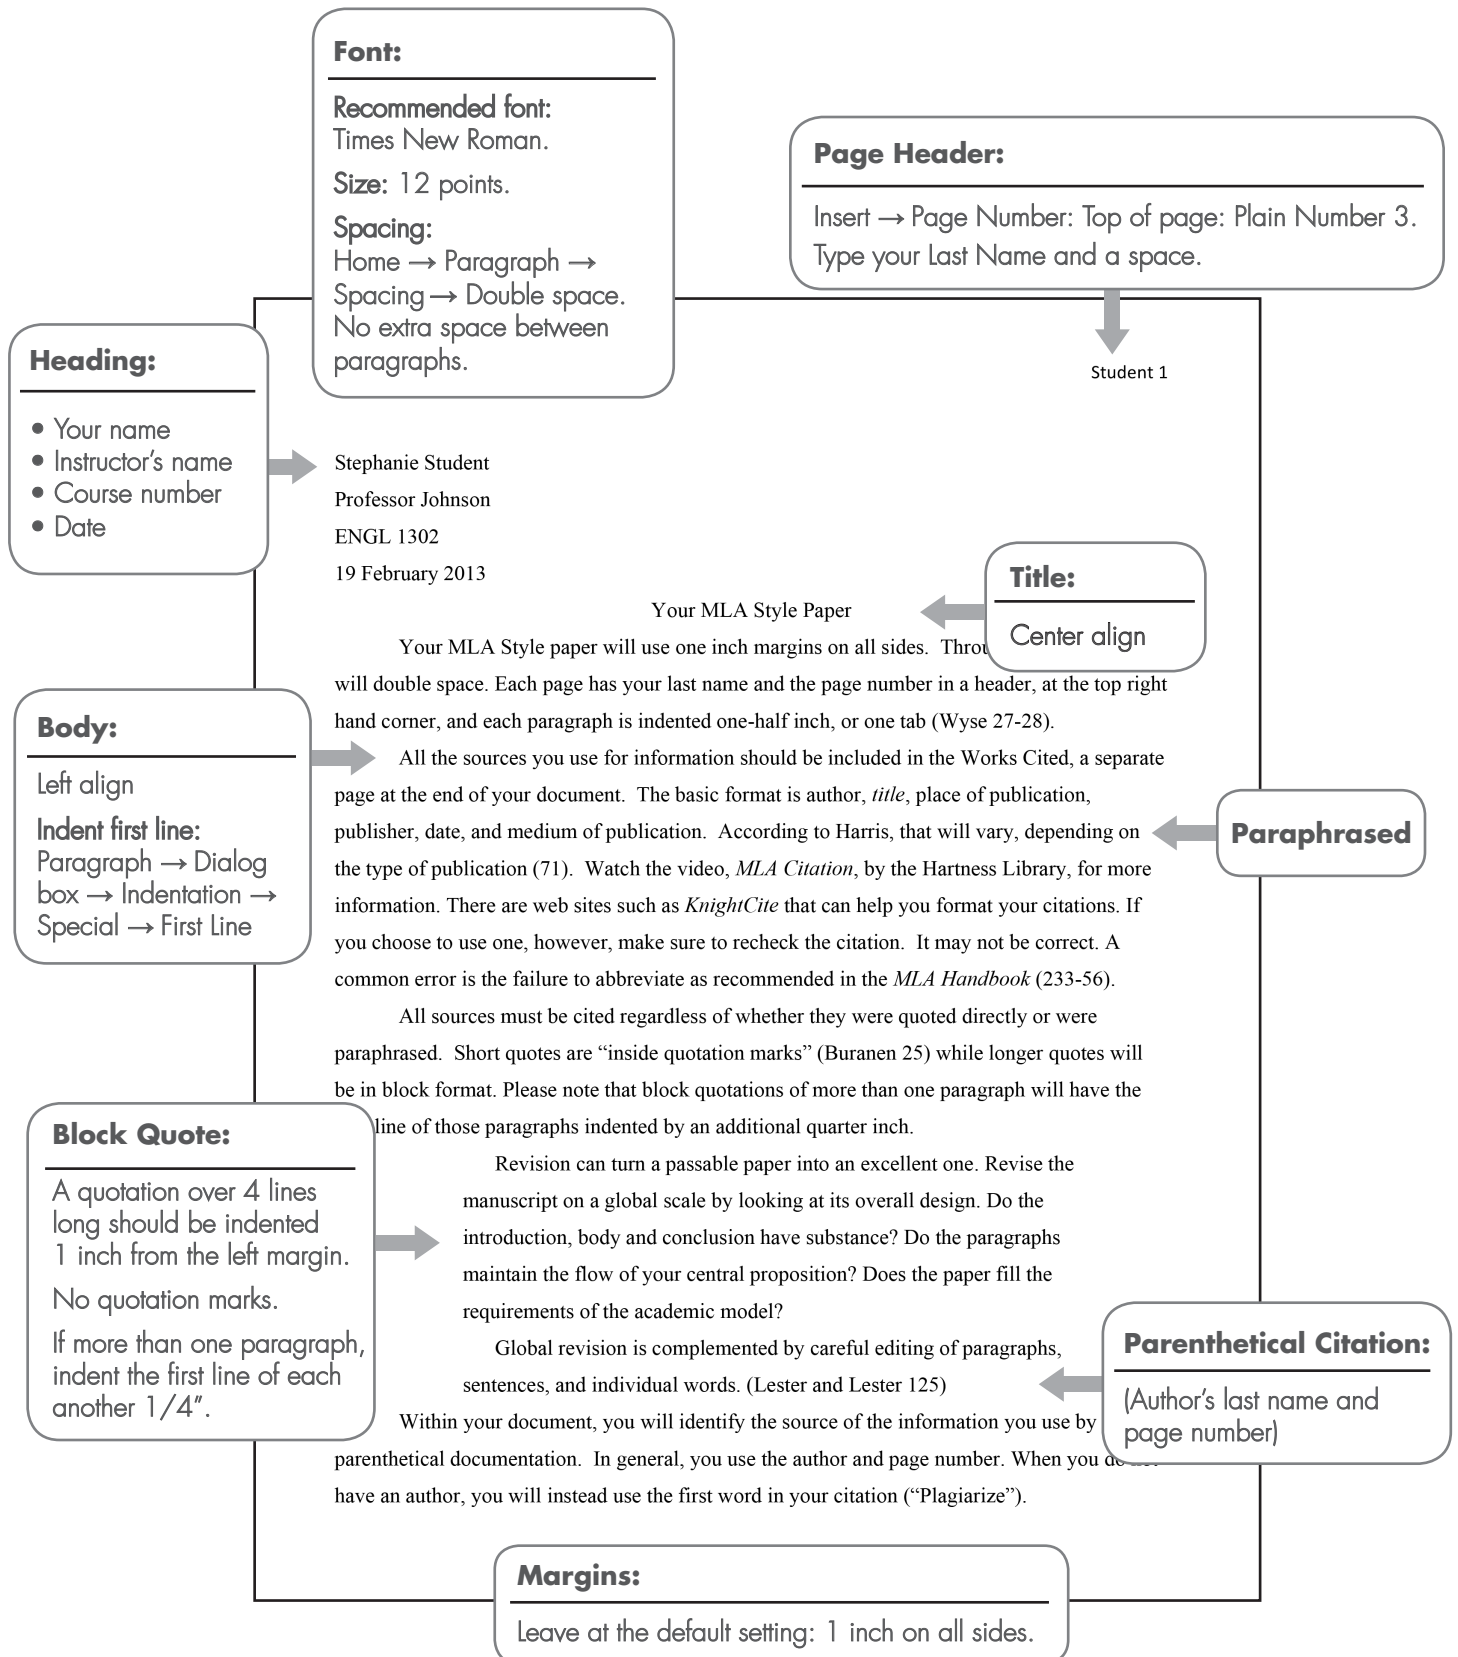 Font:
Recommended font:
Times New Roman.
Size: 12 points.
Spacing:
Home → Paragraph →
Spacing → Double space.
No extra space between
paragraphs.
Page Header:
Insert → Page Number: Top of page: Plain Number 3.
Type your Last Name and a space.
Student 1
Heading:
• Your name
• Instructor's name
• Course number
• Date
Stephanie Student
Professor Johnson
ENGL 1302
19 February 2013
Title:
Center align
Your MLA Style Paper
Your MLA Style paper will use one inch margins on all sides.  Throu
will double space. Each page has your last name and the page number in a header, at the top right
hand corner, and each paragraph is indented one-half inch, or one tab (Wyse 27-28).
Body:
Left align
Indent first line:
Paragraph → Dialog
box → Indentation →
Special → First Line
All the sources you use for information should be included in the Works Cited, a separate
page at the end of your document.  The basic format is author, title, place of publication,
publisher, date, and medium of publication.  According to Harris, that will vary, depending on
the type of publication (71).  Watch the video, MLA Citation, by the Hartness Library, for more
information. There are web sites such as KnightCite that can help you format your citations. If
you choose to use one, however, make sure to recheck the citation.  It may not be correct. A
common error is the failure to abbreviate as recommended in the MLA Handbook (233-56).
Paraphrased
All sources must be cited regardless of whether they were quoted directly or were
paraphrased.  Short quotes are “inside quotation marks” (Buranen 25) while longer quotes will
be in block format. Please note that block quotations of more than one paragraph will have the
line of those paragraphs indented by an additional quarter inch.
Block Quote:
A quotation over 4 lines
long should be indented
1 inch from the left margin.
No quotation marks.
If more than one paragraph,
indent the first line of each
another 1/4”.
Revision can turn a passable paper into an excellent one. Revise the
manuscript on a global scale by looking at its overall design. Do the
introduction, body and conclusion have substance? Do the paragraphs
maintain the flow of your central proposition? Does the paper fill the
requirements of the academic model?
Global revision is complemented by careful editing of paragraphs,
sentences, and individual words. (Lester and Lester 125)
Parenthetical Citation:
(Author's last name and
page number)
Within your document, you will identify the source of the information you use by
parenthetical documentation.  In general, you use the author and page number. When you do
have an author, you will instead use the first word in your citation (“Plagiarize”).
Margins:
Leave at the default setting: 1 inch on all sides.